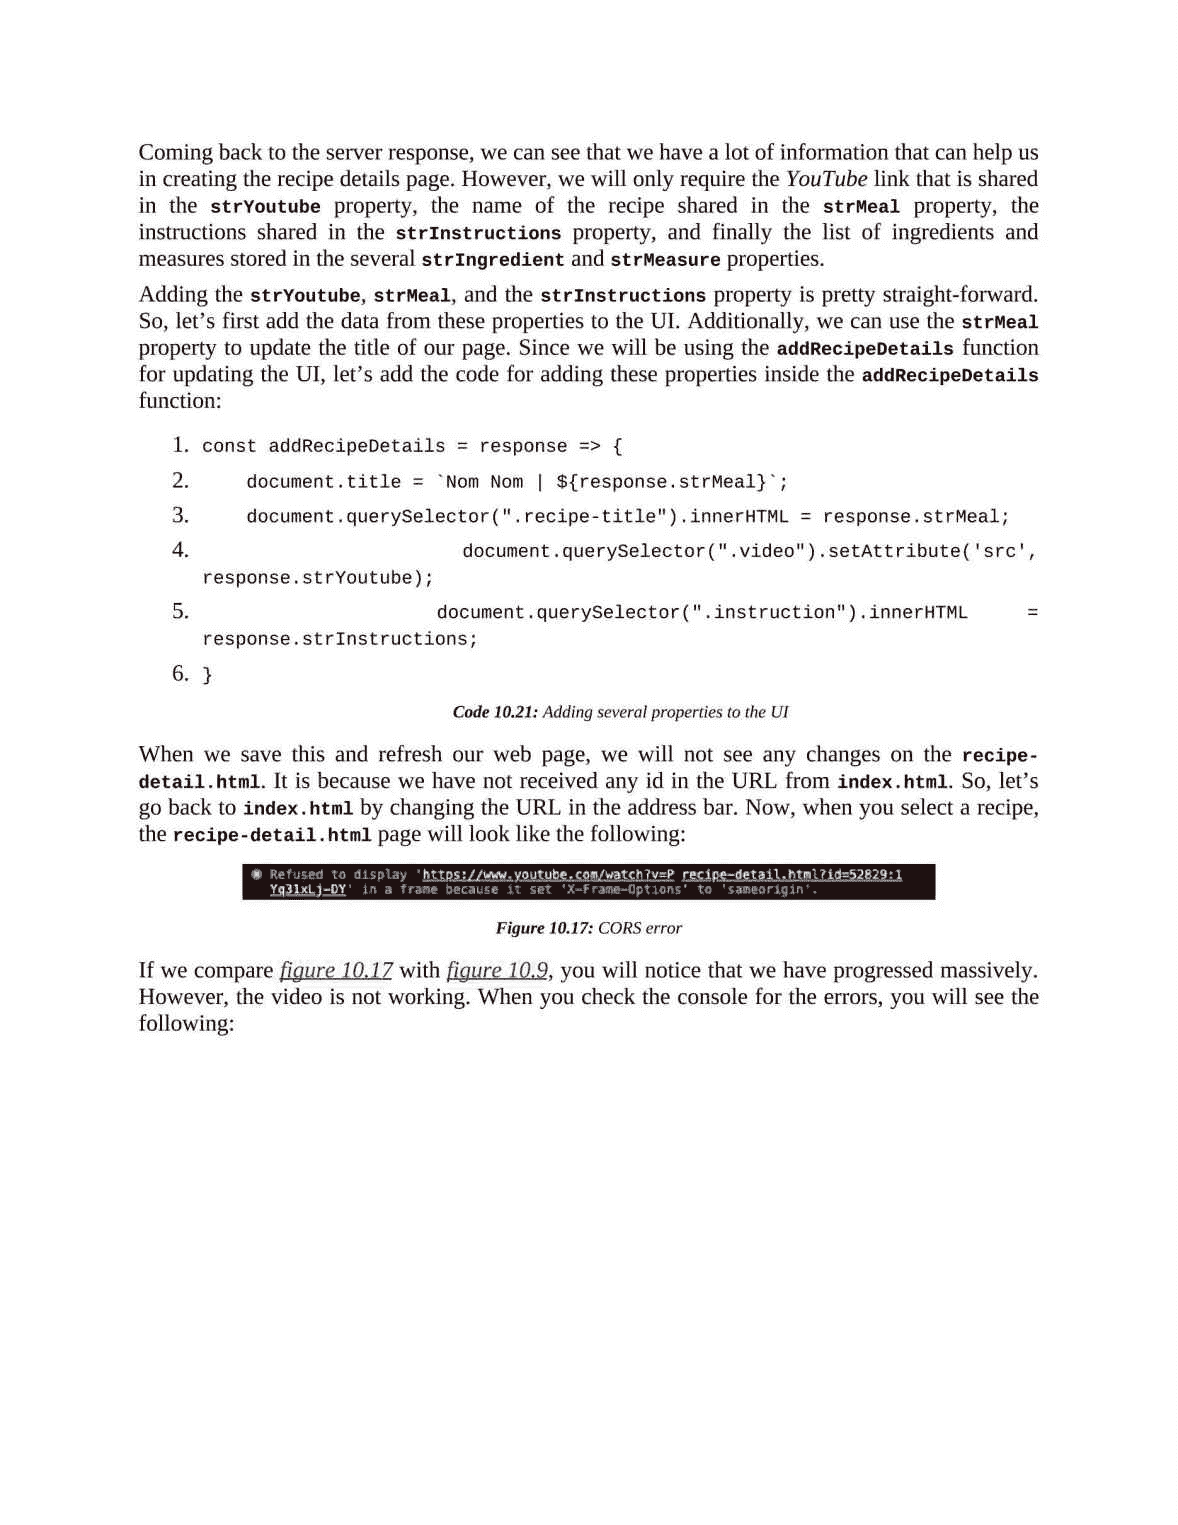 Coming back to the server response, we can see that we have a lot of information that can help us
in creating the recipe details page. However, we will only require the YouTube link that is shared
in the strYoutube property, the name of the recipe shared in the strMeal property, the
instructions shared in the strInstructions property, and finally the list of ingredients and
measures stored in the several strIngredient and strMeasure properties.
Adding the strYoutube, strMeal, and the strInstructions property is pretty straight-forward.
So, let’s first add the data from these properties to the UI. Additionally, we can use the strMeal
property to update the title of our page. Since we will be using the addRecipeDetails function
for updating the UI, let’s add the code for adding these properties inside the addRecipeDetails
function:
1. const addRecipeDetails = response => {
2. document.title = `Nom Nom | ${response.strMeal}`;
3. document.querySelector(".recipe-title").innerHTML = response.strMeal;
4. document.querySelector(".video").setAttribute('src',
response.strYoutube);
5. document.querySelector(".instruction").innerHTML =
response.strInstructions;
6. }
Code 10.21: Adding several properties to the UI
When we save this and refresh our web page, we will not see any changes on the recipe-
detail.html. It is because we have not received any id in the URL from index.html. So, let’s
go back to index.html by changing the URL in the address bar. Now, when you select a recipe,
the recipe-detail.html page will look like the following:
Refused to display 'https://www.youtube.com/watch?v=P recipe-detail.html?id=52829:1
Yq31xLj-DY' in a frame because it set 'X-Frame-Options' to 'sameorigin'.
Figure 10.17: CORS error
If we compare figure 10.17 with figure 10.9, you will notice that we have progressed massively.
However, the video is not working. When you check the console for the errors, you will see the
following: